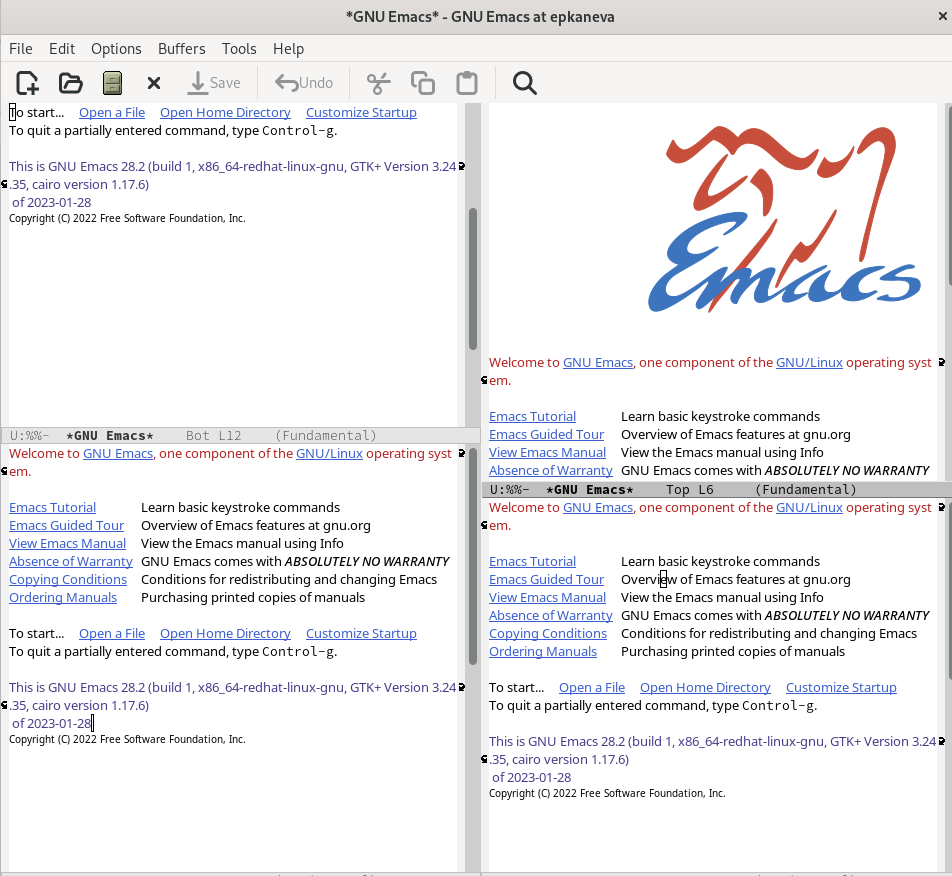 *GNU Emacs* - GNU Emacs at epkaneva
File Edit Options Buffers Tools Help
Save Undo
To start... Open a File Open Home Directory Customize Startup
To quit a partially entered command, type Control-g.
This is GNU Emacs 28.2 (build 1, x86_64-redhat-linux-gnu, GTK+ Version 3.24
.35, cairo version 1.17.6)
of 2023-01-28
Copyright (C) 2022 Free Software Foundation, Inc.
U:%%- *GNU Emacs* Bot L12 (Fundamental)
Welcome to GNU Emacs, one component of the GNU/Linux operating syst
em.
Emacs Tutorial Learn basic keystroke commands
Emacs Guided Tour Overview of Emacs features at gnu.org
View Emacs Manual View the Emacs manual using Info
Absence of Warranty GNU Emacs comes with ABSOLUTELY NO WARRANTY
Copying Conditions Conditions for redistributing and changing Emacs
Ordering Manuals Purchasing printed copies of manuals
To start... Open a File Open Home Directory Customize Startup
To quit a partially entered command, type Control-g.
This is GNU Emacs 28.2 (build 1, x86_64-redhat-linux-gnu, GTK+ Version 3.24
.35, cairo version 1.17.6)
of 2023-01-28
Copyright (C) 2022 Free Software Foundation, Inc.
Emacs
Welcome to GNU Emacs, one component of the GNU/Linux operating syst
em.
Emacs Tutorial Learn basic keystroke commands
Emacs Guided Tour Overview of Emacs features at gnu.org
View Emacs Manual View the Emacs manual using Info
Absence of Warranty GNU Emacs comes with ABSOLUTELY NO WARRANTY
U:%%- *GNU Emacs* Top L6 (Fundamental)
Welcome to GNU Emacs, one component of the GNU/Linux operating syst
em.
Emacs Tutorial Learn basic keystroke commands
Emacs Guided Tour Overview of Emacs features at gnu.org
View Emacs Manual View the Emacs manual using Info
Absence of Warranty GNU Emacs comes with ABSOLUTELY NO WARRANTY
Copying Conditions Conditions for redistributing and changing Emacs
Ordering Manuals Purchasing printed copies of manuals
To start... Open a File Open Home Directory Customize Startup
To quit a partially entered command, type Control-g.
This is GNU Emacs 28.2 (build 1, x86_64-redhat-linux-gnu, GTK+ Version 3.24
.35, cairo version 1.17.6)
of 2023-01-28
Copyright (C) 2022 Free Software Foundation, Inc.